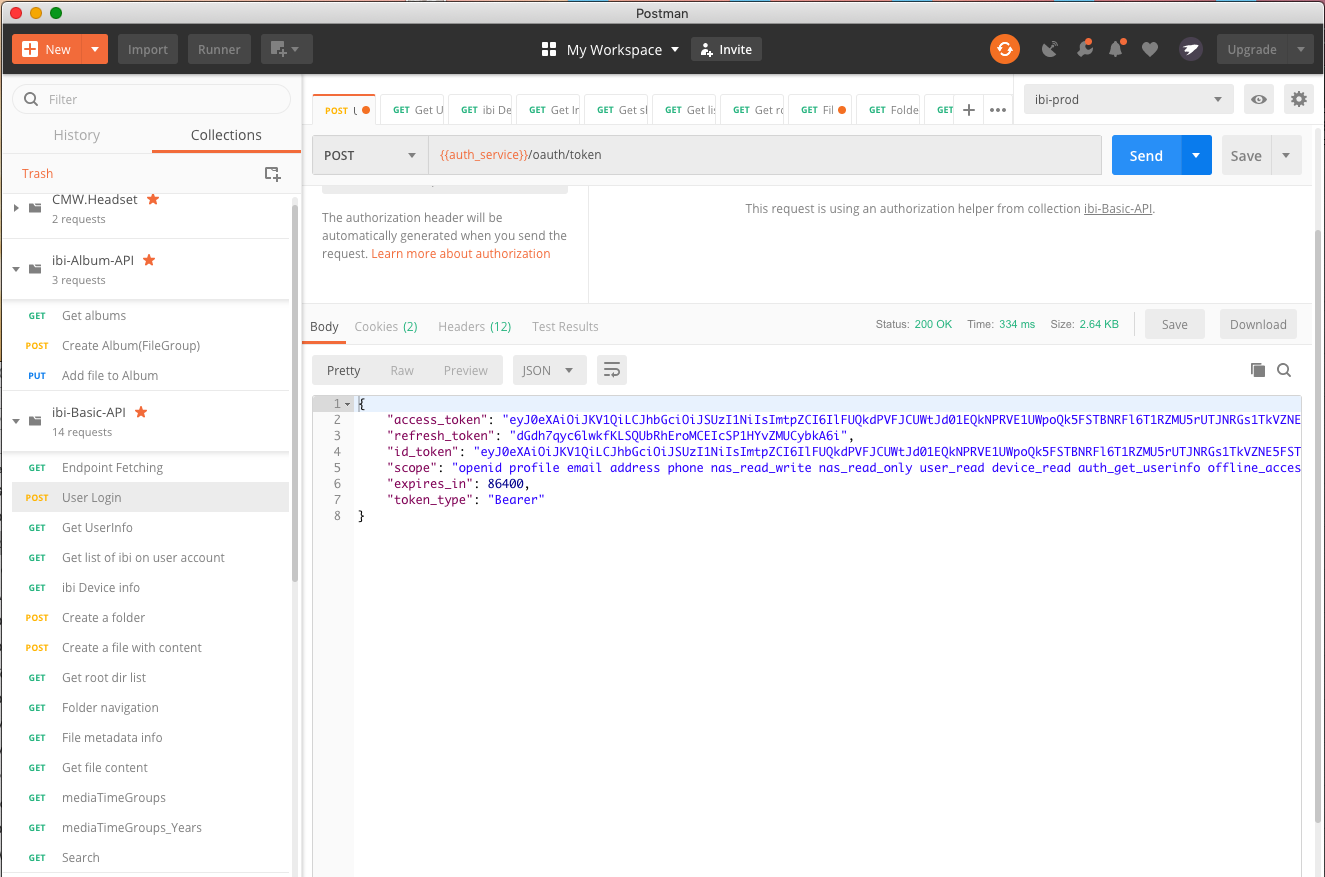 Postman
New
Import
Runner
My Workspace
Invite
Upgrade
Filter
History
Collections
Trash
CMW.Headset
2 requests
ibi-Album-API
3 requests
GET Get albums
POST Create Album(FileGroup)
PUT Add file to Album
ibi-Basic-API
14 requests
GET Endpoint Fetching
POST User Login
GET Get UserInfo
GET Get list of ibi on user account
GET ibi Device info
POST Create a folder
POST Create a file with content
GET Get root dir list
GET Folder navigation
GET File metadata info
GET Get file content
GET mediaTimeGroups
GET mediaTimeGroups_Years
GET Search
POST
GET Get U
GET ibi De
GET Get Ir
GET Get sl
GET Get lis
GET Get ro
GET Fil
GET Folde
GET
ibi-prod
POST
{{auth_service}}/oauth/token
Send
Save
The authorization header will be
automatically generated when you send the
request. Learn more about authorization
This request is using an authorization helper from collection ibi-Basic-API.
Body
Cookies (2)
Headers (12)
Test Results
Status: 200 OK
Time: 334 ms
Size: 2.64 KB
Save
Download
Pretty
Raw
Preview
JSON
1 {
2 "access_token": "eyJ0eXAiOiJKV1QiLCJhbGciOiJSUzI1NiIsImtpZCI6IlFUQkdPVFJCUWtJd01EQkNPRVE1UWpoQk5FSTBNRFl6T1RZMU5rUTJNRGs1TkVZNE
3 "refresh_token": "dGdh7qyc6lwkfKLSQUbRhEroMCEIcSP1HYvZMUCybkA6i",
4 "id_token": "eyJ0eXAiOiJKV1QiLCJhbGciOiJSUzI1NiIsImtpZCI6IlFUQkdPVFJCUWtJd01EQkNPRVE1UWpoQk5FSTBNRFl6T1RZMU5rUTJNRGs1TkVZNE5FST
5 "scope": "openid profile email address phone nas_read_write nas_read_only user_read device_read auth_get_userinfo offline_acces
6 "expires_in": 86400,
7 "token_type": "Bearer"
8 }